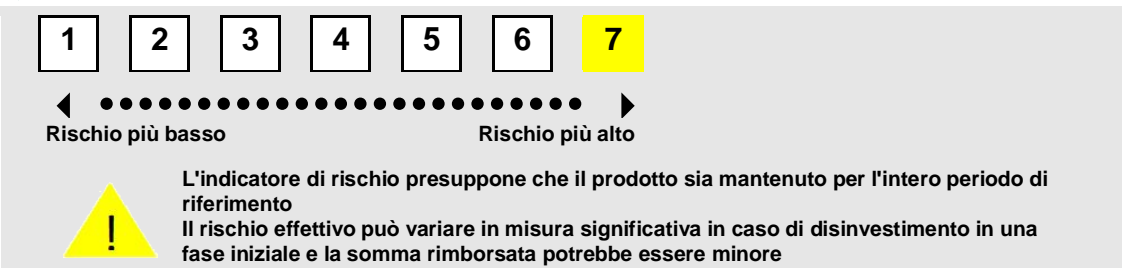 1 2 3 4 5 6 7
Rischio più basso Rischio più alto
L'indicatore di rischio presuppone che il prodotto sia mantenuto per l'intero periodo di
riferimento
Il rischio effettivo può variare in misura significativa in caso di disinvestimento in una
fase iniziale e la somma rimborsata potrebbe essere minore
!